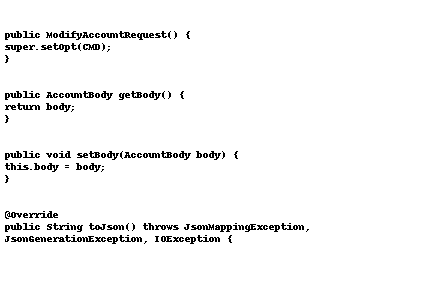 public ModifyAccountRequest() {
super.setOpt(CMD);
}
public AccountBody getBody() {
return body;
}
public void setBody(AccountBody body) {
this.body = body;
}
@Override
public String toJson() throws JsonMappingException,
JsonGenerationException, IOException {